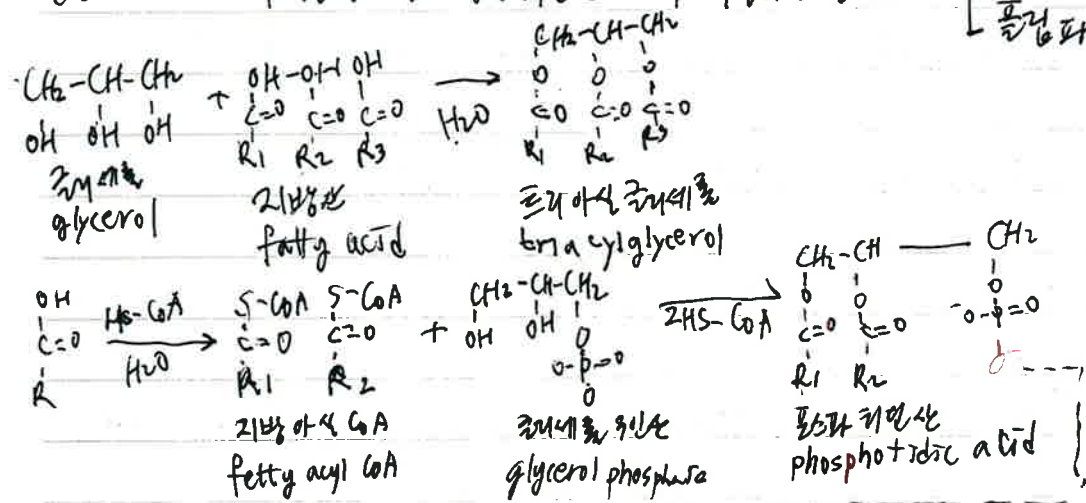 CH2-CH-CH2 + OH-OH OH → CH2-CH-CH2
OH OH OH C=O C=O C=O H2O O O O
R1 R2 R3 C=O C=O C=O
R1 R2 R3
글리세롤 지방산 트리아실글리세롤
glycerol fatty acid triacylglycerol
OH HS-CoA S-CoA S-CoA + CH2-CH-CH2 2HS-CoA CH2-CH — CH2
C=O H2O C=O C=O OH OH O O O O
R R1 R2 O-P=O C=O C=O -O-P=O
O R1 R2 O-
지방 아실 CoA 글리세롤 3인산 포스파티딘산
fetty acyl CoA glycerol phosphate phosphotidic acid